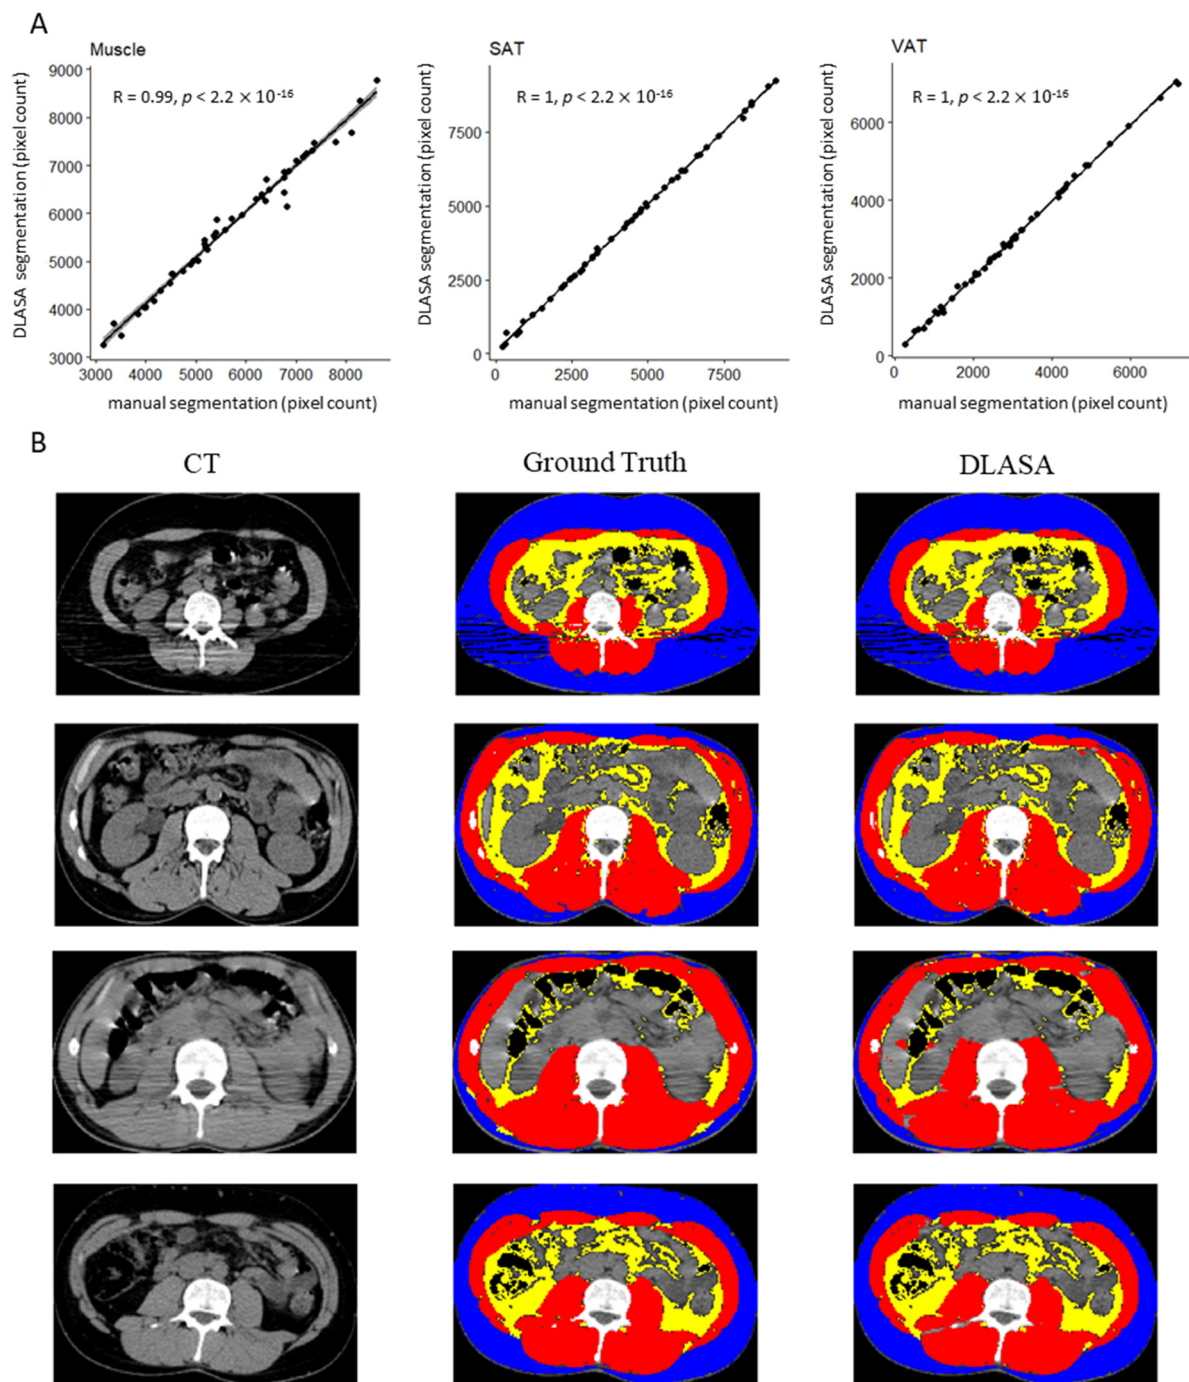 A
Muscle
SAT
VAT
R = 0.99, p < 2.2 × 10-16
R = 1, p < 2.2 × 10-16
R = 1, p < 2.2 × 10-16
DLASA segmentation (pixel count)
9000
8000
7000
6000
5000
4000
3000
3000 4000 5000 6000 7000 8000
manual segmentation (pixel count)
DLASA segmentation (pixel count)
7500
5000
2500
0
0 2500 5000 7500
manual segmentation (pixel count)
DLASA segmentation (pixel count)
6000
4000
2000
0
0 2000 4000 6000
manual segmentation (pixel count)
B
CT
Ground Truth
DLASA